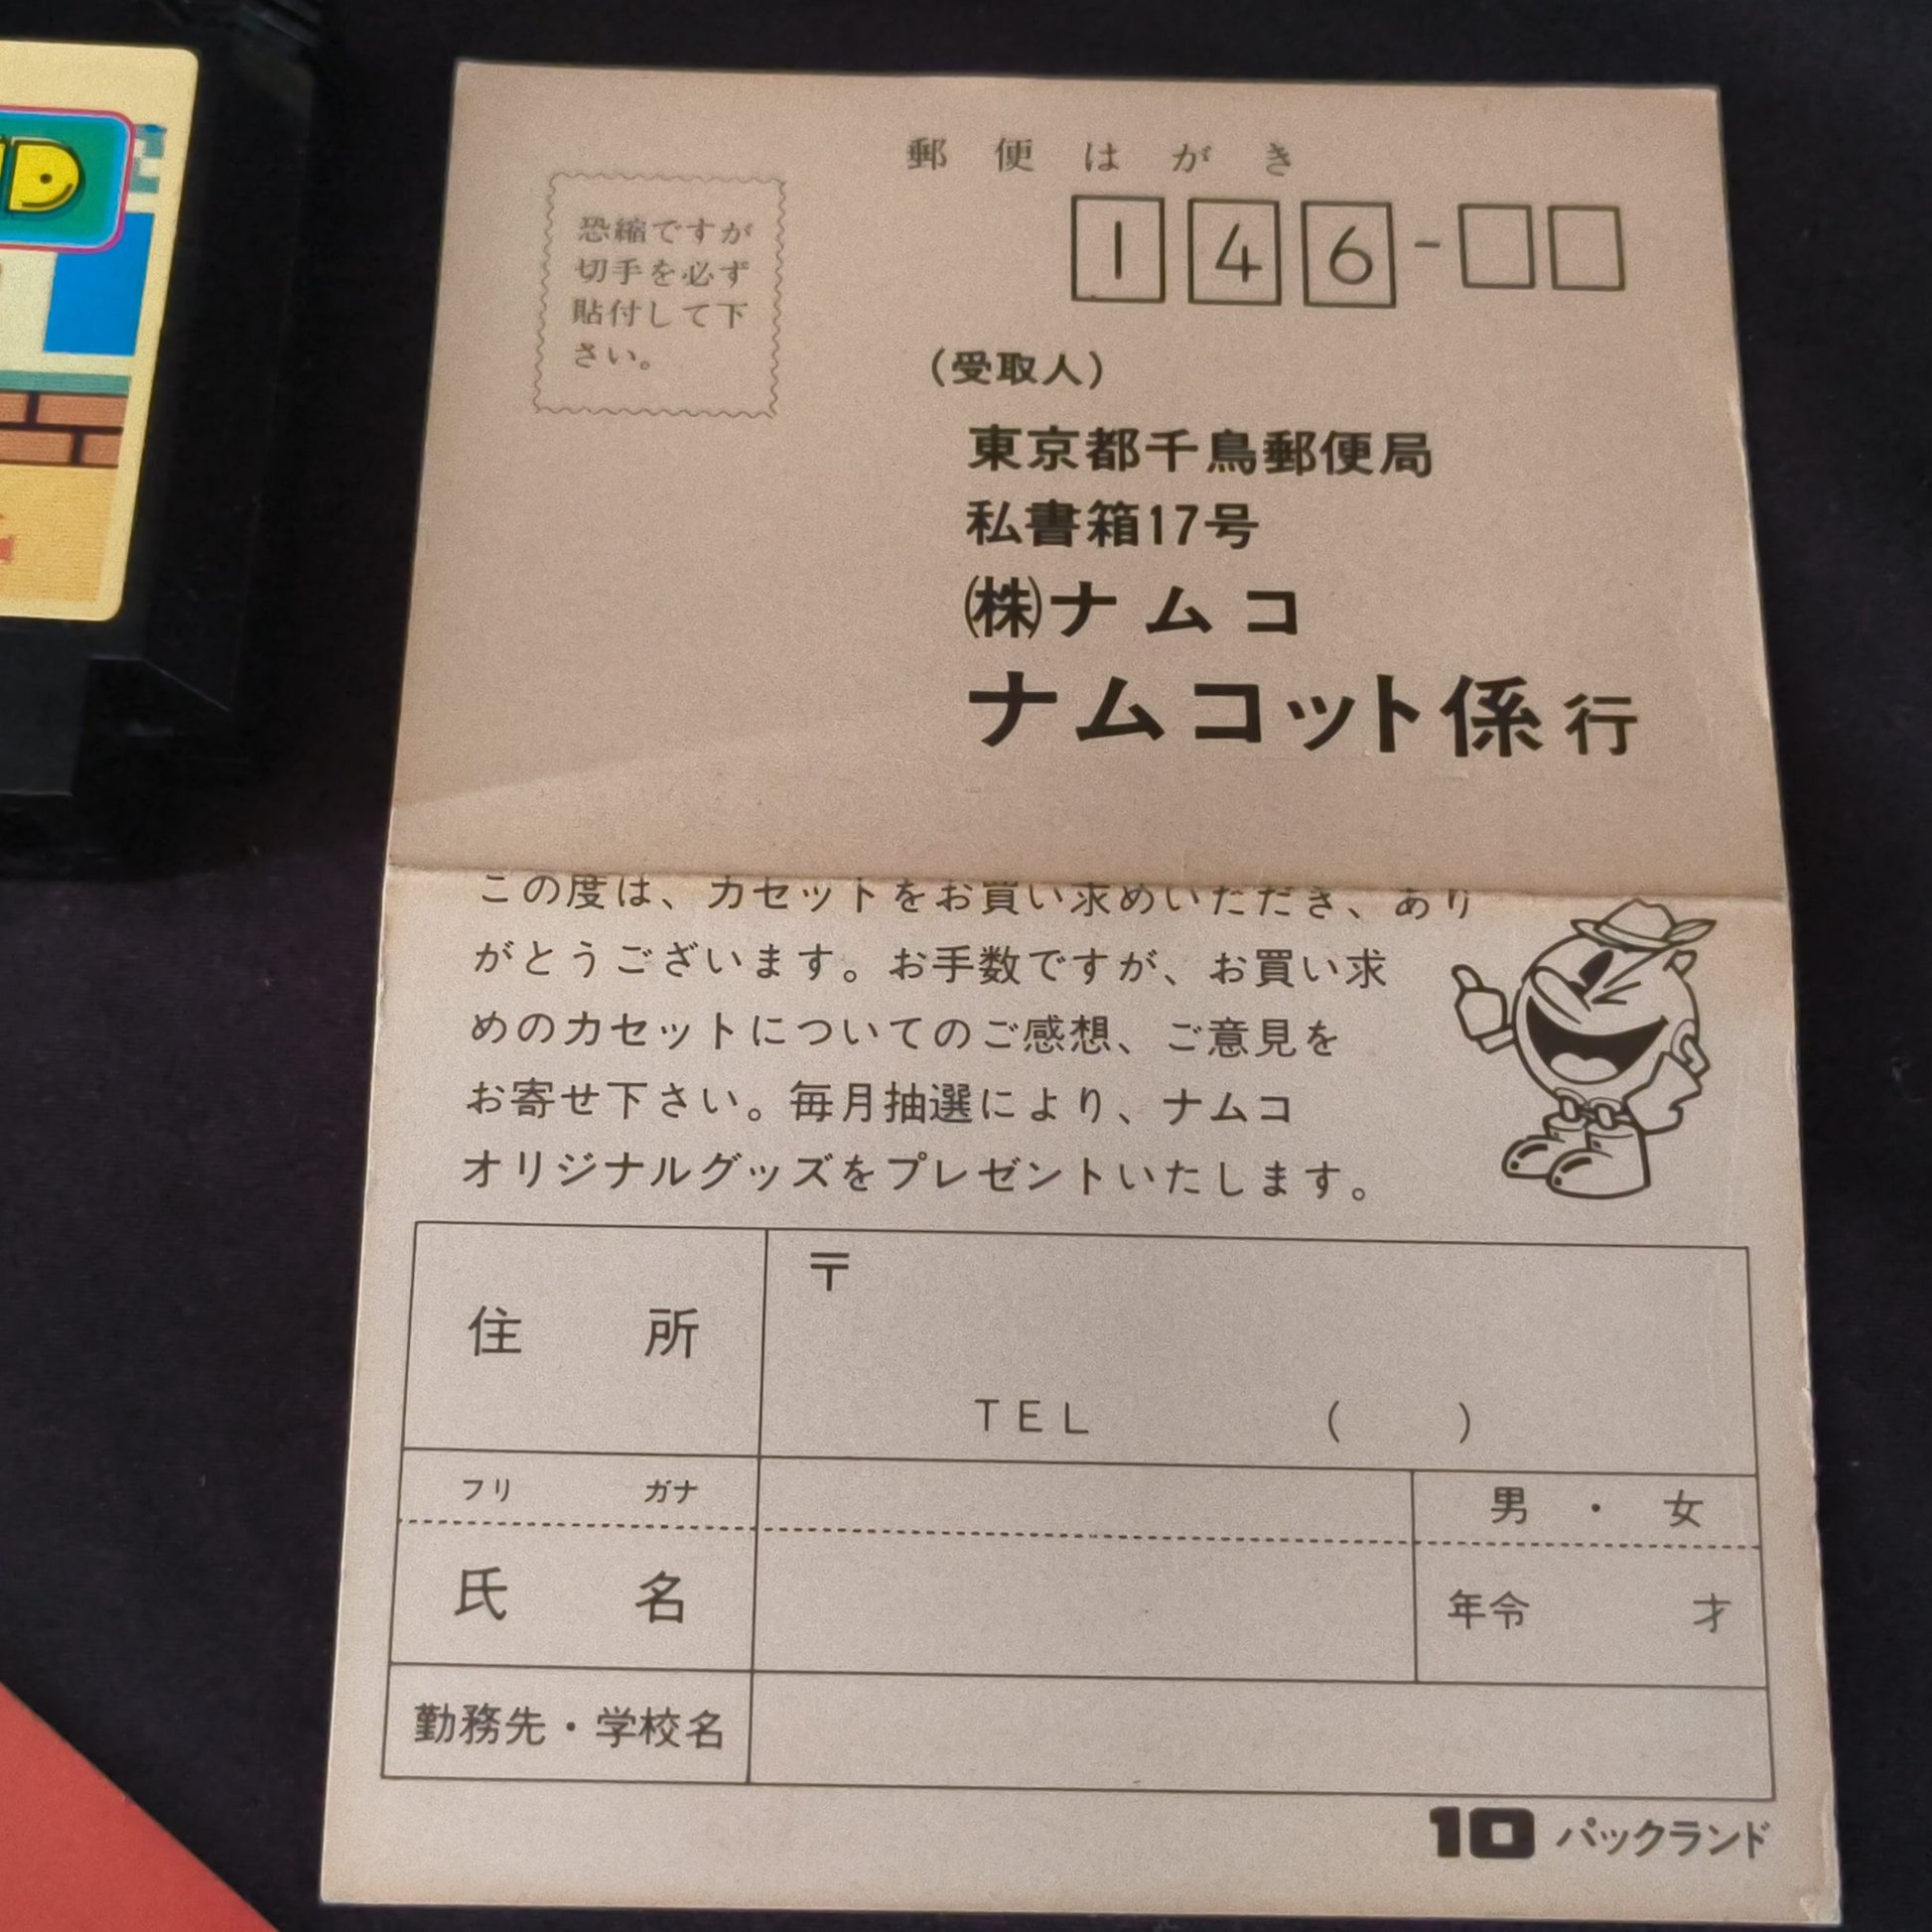 郵便はがき
恐縮ですが
切手を必ず
貼付して下
さい。
146-
(受取人)
東京都千鳥郵便局
私書箱17号
(株)ナムコ
ナムコット係行
この度は、カセットをお買い求めいただき、あり
がとうございます。お手数ですが、お買い求
めのカセットについてのご感想、ご意見を
お寄せ下さい。毎月抽選により、ナムコ
オリジナルグッズをプレゼントいたします。
住所
〒
TEL ( )
フリガナ
男・女
氏名
年令 才
勤務先・学校名
10 パックランド